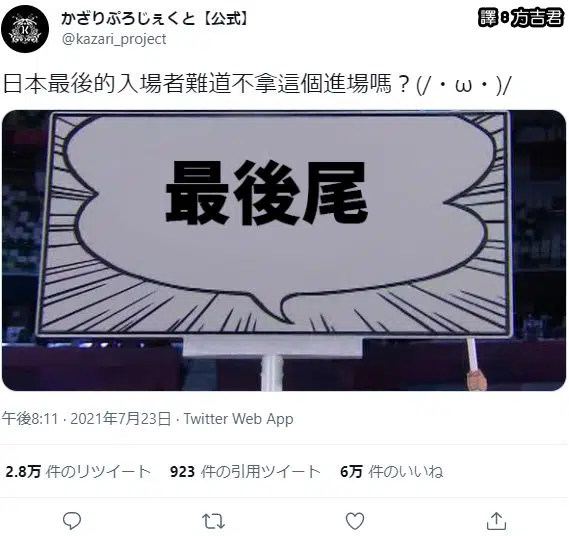 かざりぷろじぇくと【公式】
譯:方吉君
@kazari_project
日本最後的入場者難道不拿這個進場嗎？(/・ω・)/
最後尾
午後8:11 · 2021年7月23日 · Twitter Web App
2.8万 件のリツイート 923 件の引用ツイート 6万 件のいいね